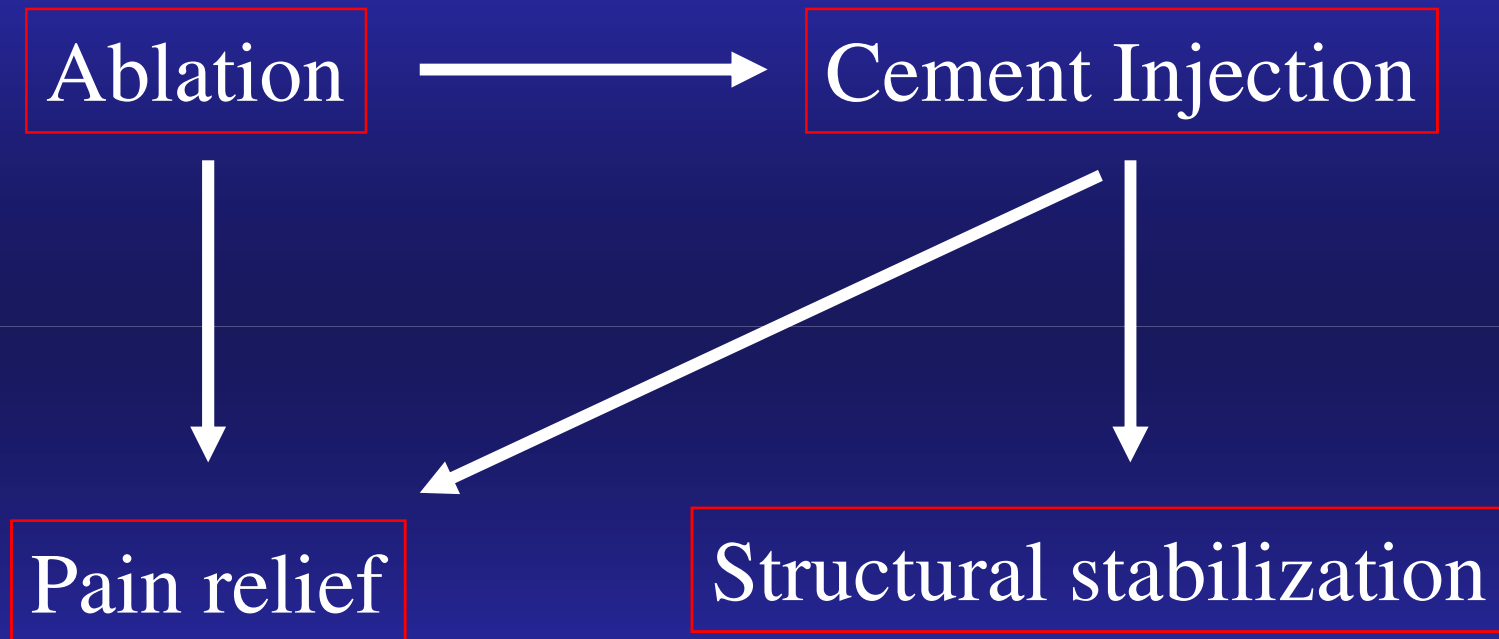 Ablation
Cement Injection
Pain relief
Structural stabilization